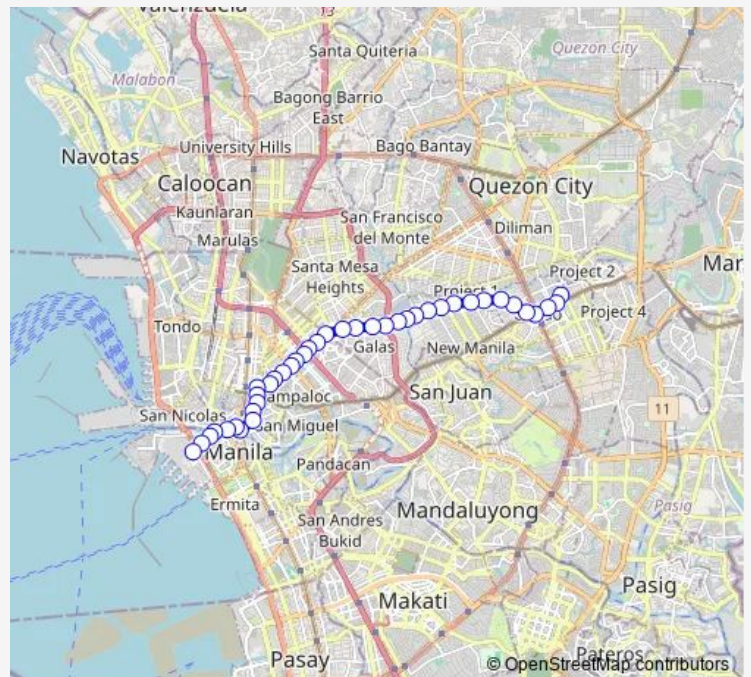 Santa Quiteria
Quezon City
Malabon
Bagong Barrio
East
Navotas
University Hills
Bago Bantay
Caloocan
Quezon City
Kaunlaran
San Francisco
del Monte
Diliman
Marulas
Santa Mesa
Heights
Project 2
Mar
Project 1
Tondo
Project 4
Galas
New Manila
San Juan
11
San Nicolas
San Miguel
Manila
Pandacan
Ermita
San Andres
Bukid
Mandaluyong
Pasig
Pasig
Makati
Pasay
Pateros
© OpenStreetMap contributors